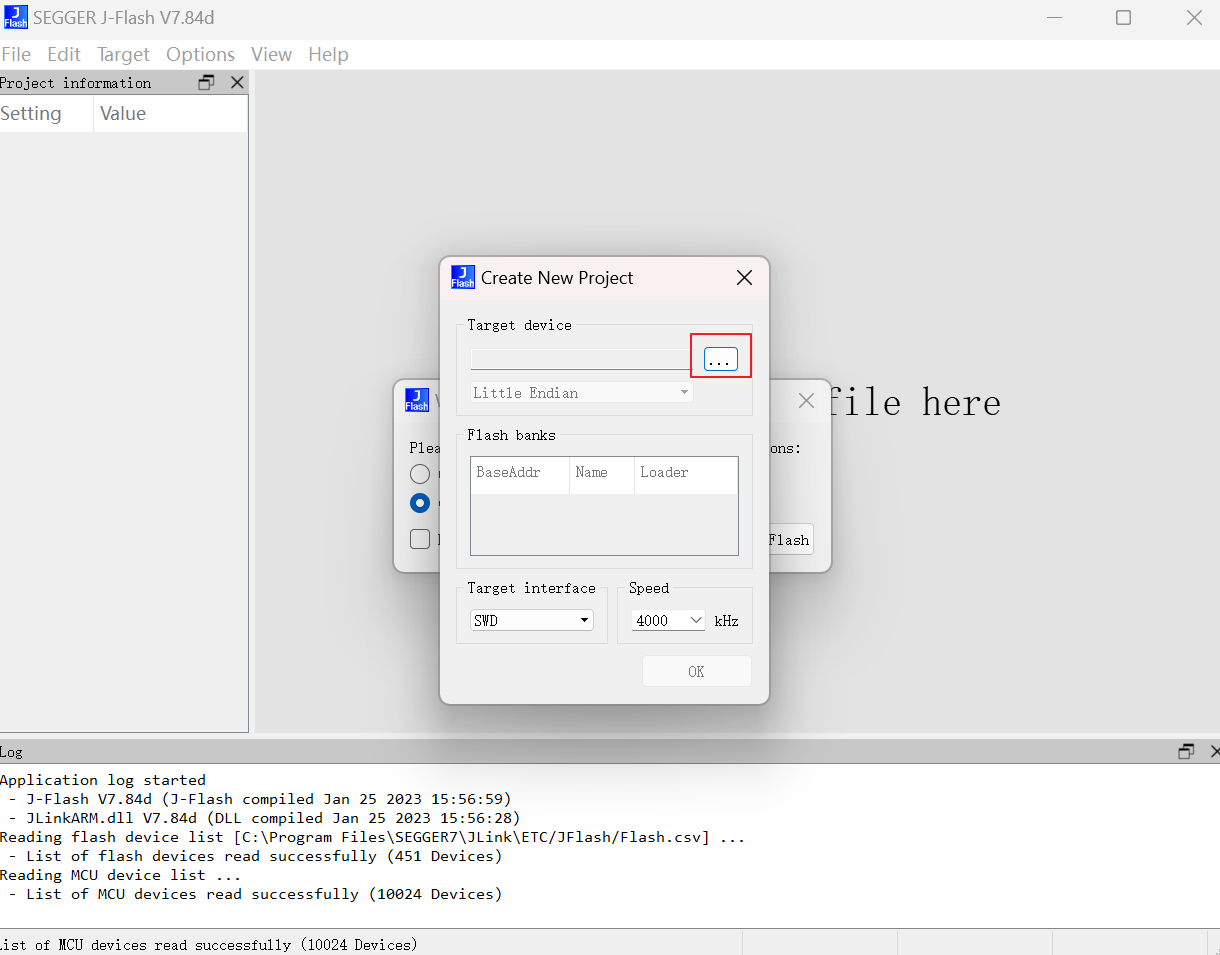 J Flash SEGGER J-Flash V7.84d
File Edit Target Options View Help
Project information
Setting Value
file here
J Flash Create New Project
Target device
...
Little Endian
J Flash
ons:
Flash banks
BaseAddr Name Loader
Flash
Target interface Speed
SWD 4000 kHz
OK
Log
Application log started
- J-Flash V7.84d (J-Flash compiled Jan 25 2023 15:56:59)
- JLinkARM.dll V7.84d (DLL compiled Jan 25 2023 15:56:28)
Reading flash device list [C:\Program Files\SEGGER7\JLink\ETC/JFlash/Flash.csv] ...
- List of flash devices read successfully (451 Devices)
Reading MCU device list ...
- List of MCU devices read successfully (10024 Devices)
List of MCU devices read successfully (10024 Devices)